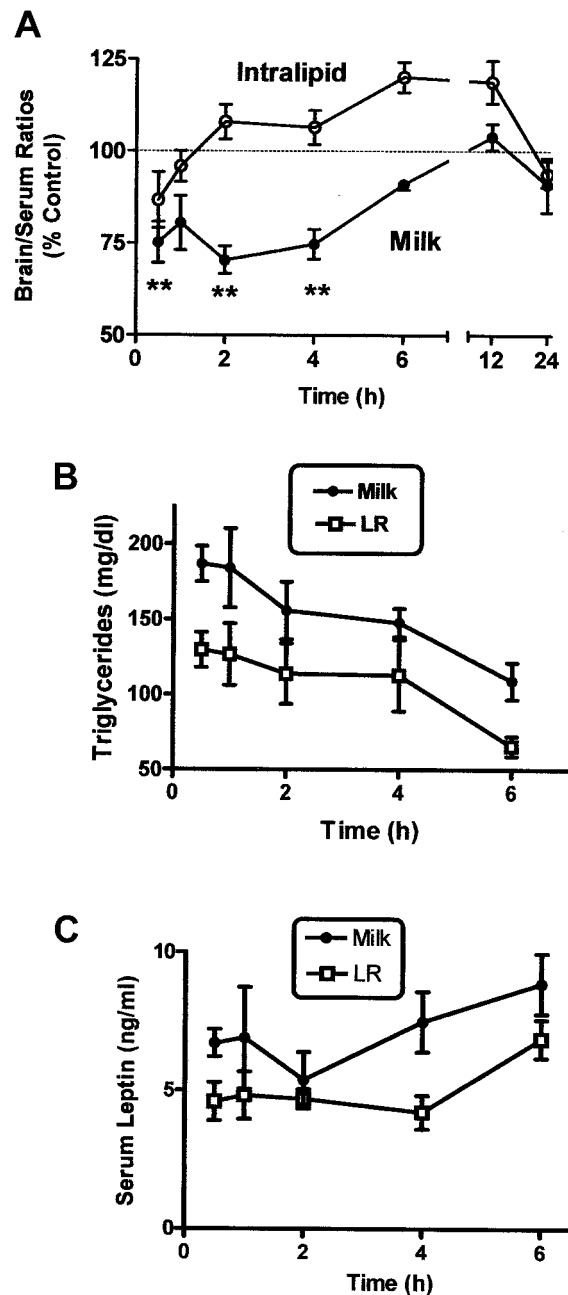 A
Brain/Serum Ratios
(% Control)
125
100
75
50
Intralipid
Milk
**
**
**
0
2
4
6
12
24
Time (h)
B
Milk
LR
Triglycerides (mg/dl)
200
150
100
50
0
2
4
6
Time (h)
C
Milk
LR
Serum Leptin (ng/ml)
10
5
0
0
2
4
6
Time (h)